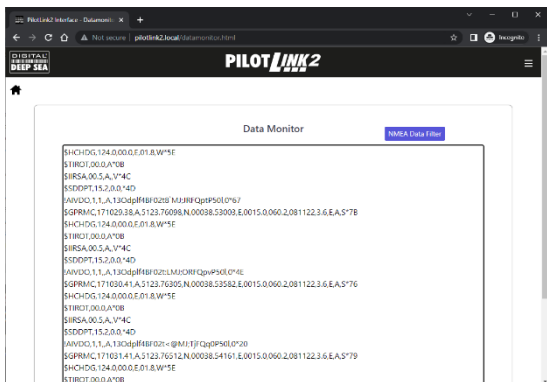 PilotLink2 Interface - Datamonito
Not secure | pilotlink2.local/datamonitor.html
Incognito
DIGITAL
DEEP SEA
PILOTLINK2
Data Monitor
NMEA Data Filter
$HCHDG,124.0,00.0,E,01.8,W*5E
$TIROT,00.0,A*0B
$IIRSA,00.5,A,,V*4C
$SDDPT,15.2,0.0,*4D
$GPRMC,171029.38,A,5123.76098,N,00038.53003,E,0015.0,060.2,081122,3.6,E,A,S*7B
$HCHDG,124.0,00.0,E,01.8,W*5E
$TIROT,00.0,A*0B
$IIRSA,00.5,A,,V*4C
$SDDPT,15.2,0.0,*4D
$GPRMC,171030.41,A,5123.76305,N,00038.53582,E,0015.0,060.2,081122,3.6,E,A,S*76
$HCHDG,124.0,00.0,E,01.8,W*5E
$TIROT,00.0,A*0B
$IIRSA,00.5,A,,V*4C
$SDDPT,15.2,0.0,*4D
$GPRMC,171031.41,A,5123.76512,N,00038.54161,E,0015.0,060.2,081122,3.6,E,A,S*79
$HCHDG,124.0,00.0,E,01.8,W*5E
$TIROT,00.0,A*0B